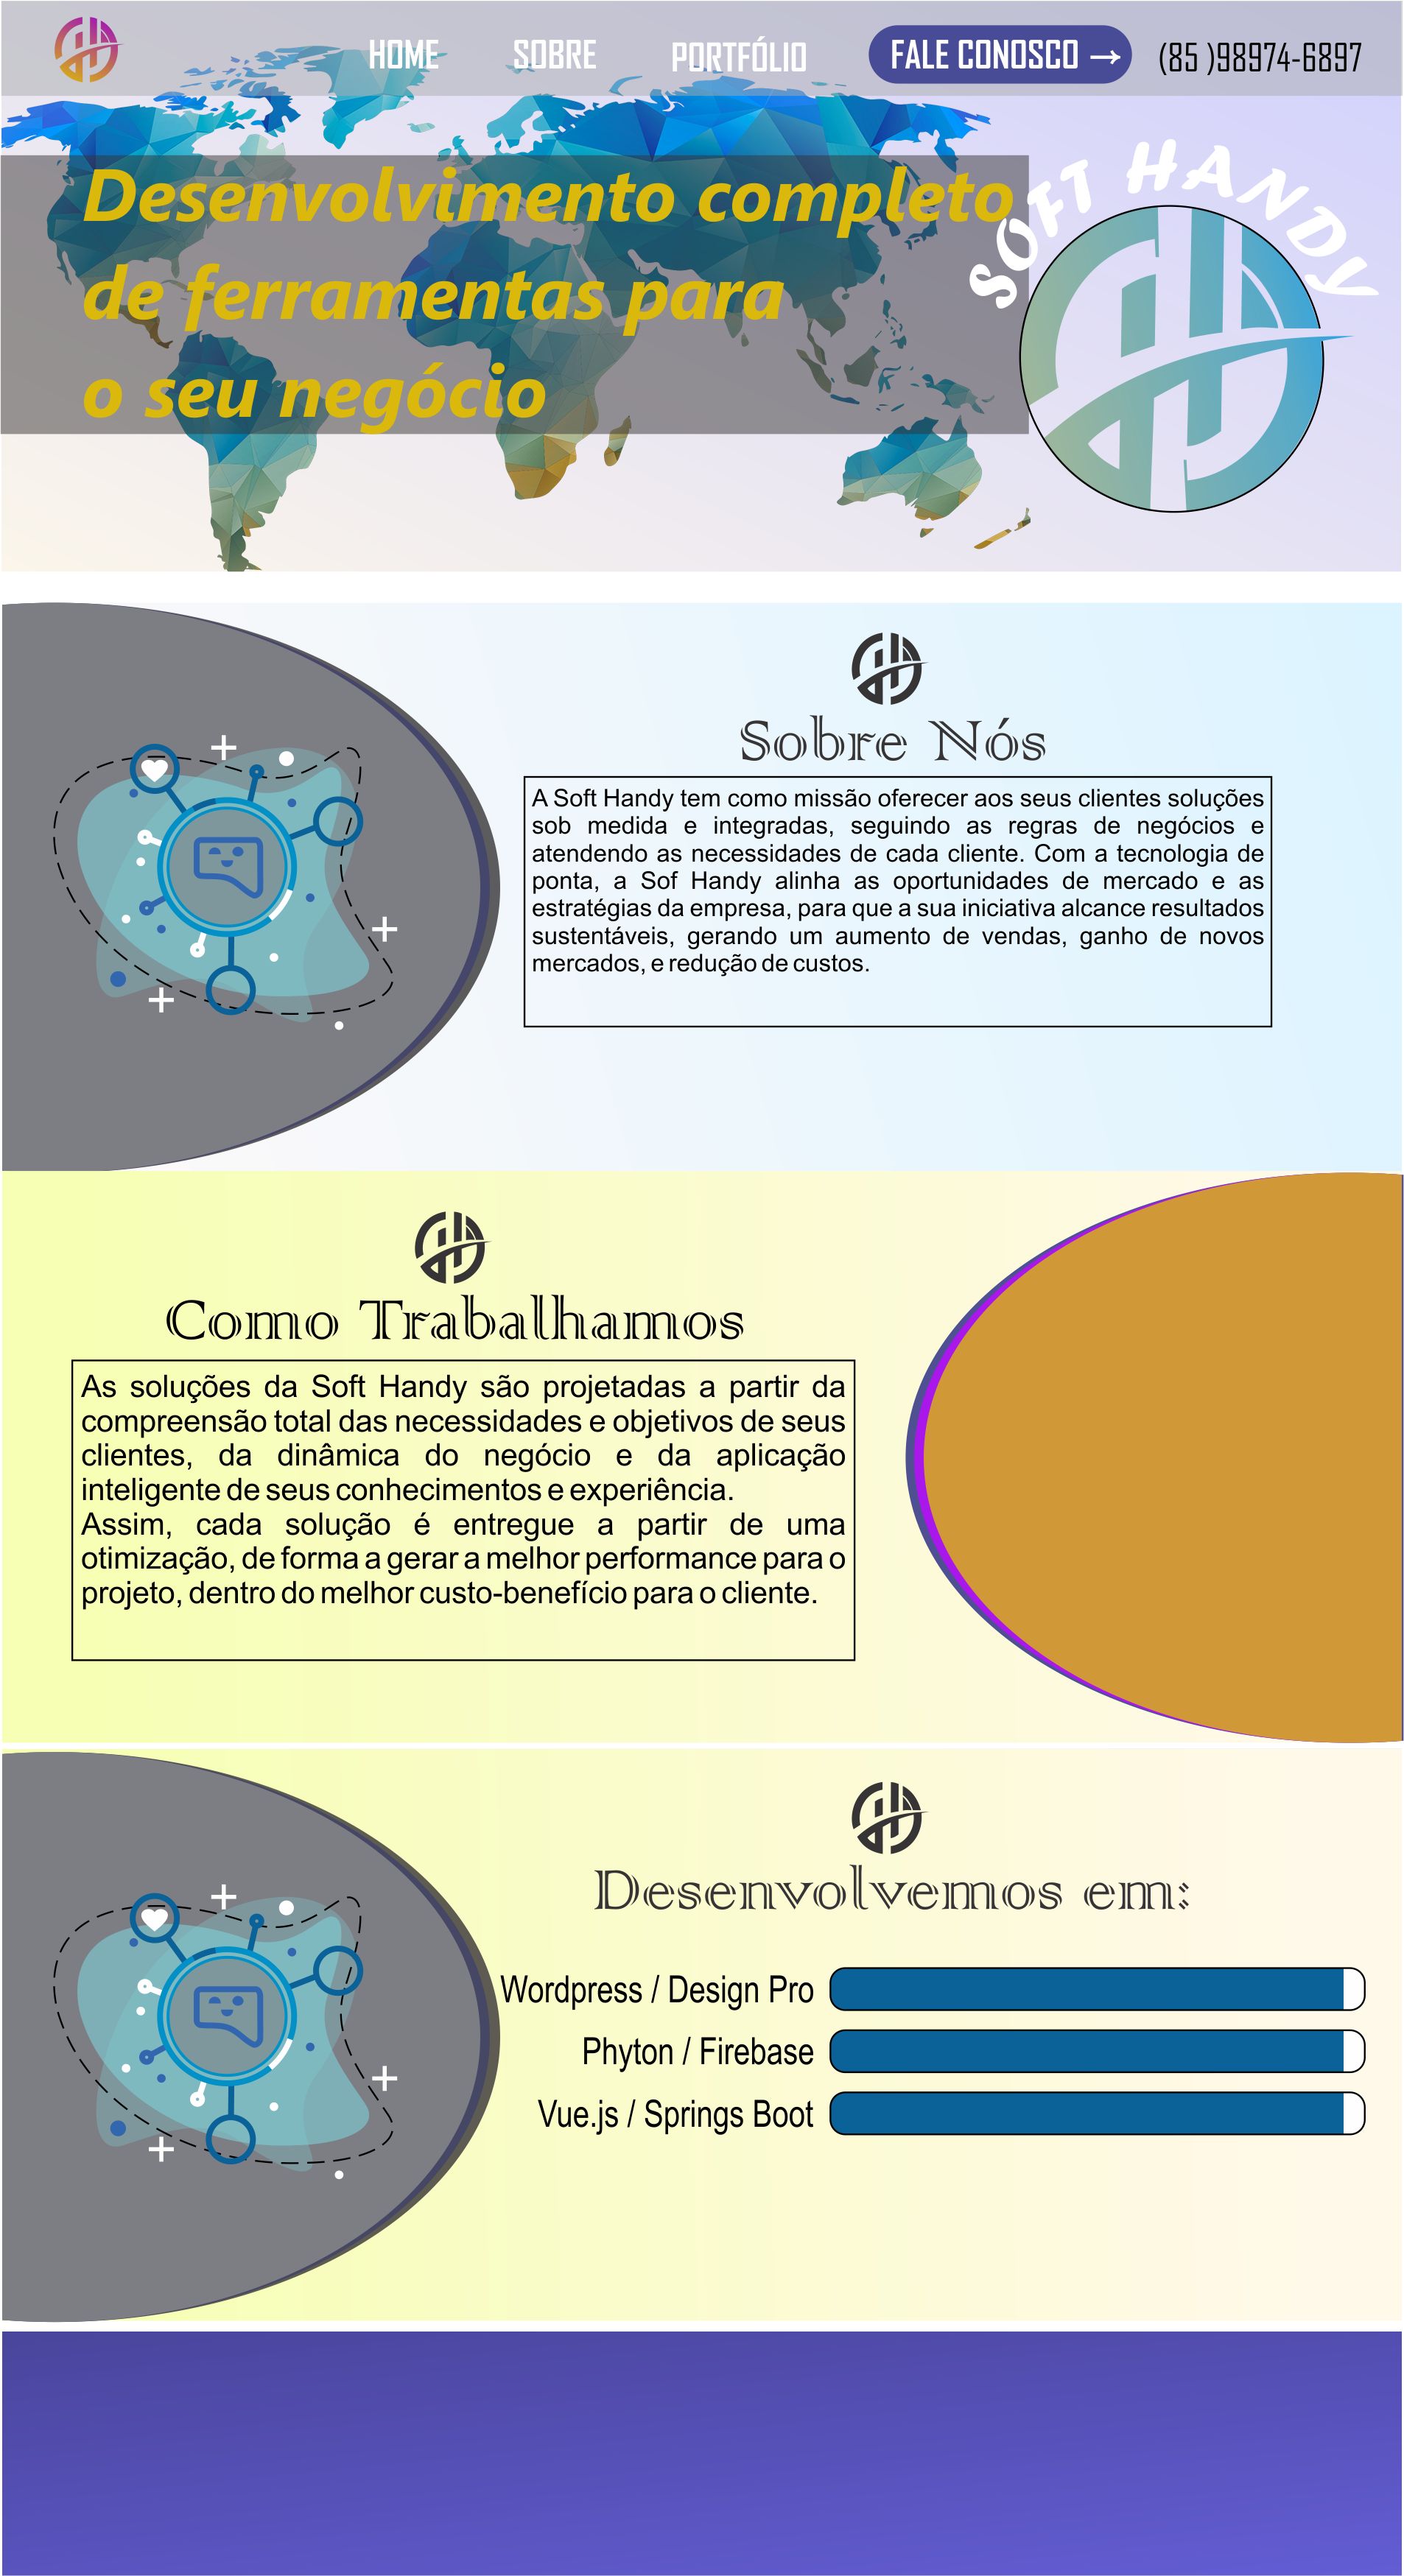 HOME SOBRE PORTFÓLIO FALE CONOSCO → (85 )98974-6897
SOFT HANDY
Desenvolvimento completo
de ferramentas para
o seu negócio
Sobre Nós
A Soft Handy tem como missão oferecer aos seus clientes soluções
sob medida e integradas, seguindo as regras de negócios e
atendendo as necessidades de cada cliente. Com a tecnologia de
ponta, a Sof Handy alinha as oportunidades de mercado e as
estratégias da empresa, para que a sua iniciativa alcance resultados
sustentáveis, gerando um aumento de vendas, ganho de novos
mercados, e redução de custos.
Como Trabalhamos
As soluções da Soft Handy são projetadas a partir da
compreensão total das necessidades e objetivos de seus
clientes, da dinâmica do negócio e da aplicação
inteligente de seus conhecimentos e experiência.
Assim, cada solução é entregue a partir de uma
otimização, de forma a gerar a melhor performance para o
projeto, dentro do melhor custo-benefício para o cliente.
Desenvolvemos em:
Wordpress / Design Pro
Phyton / Firebase
Vue.js / Springs Boot